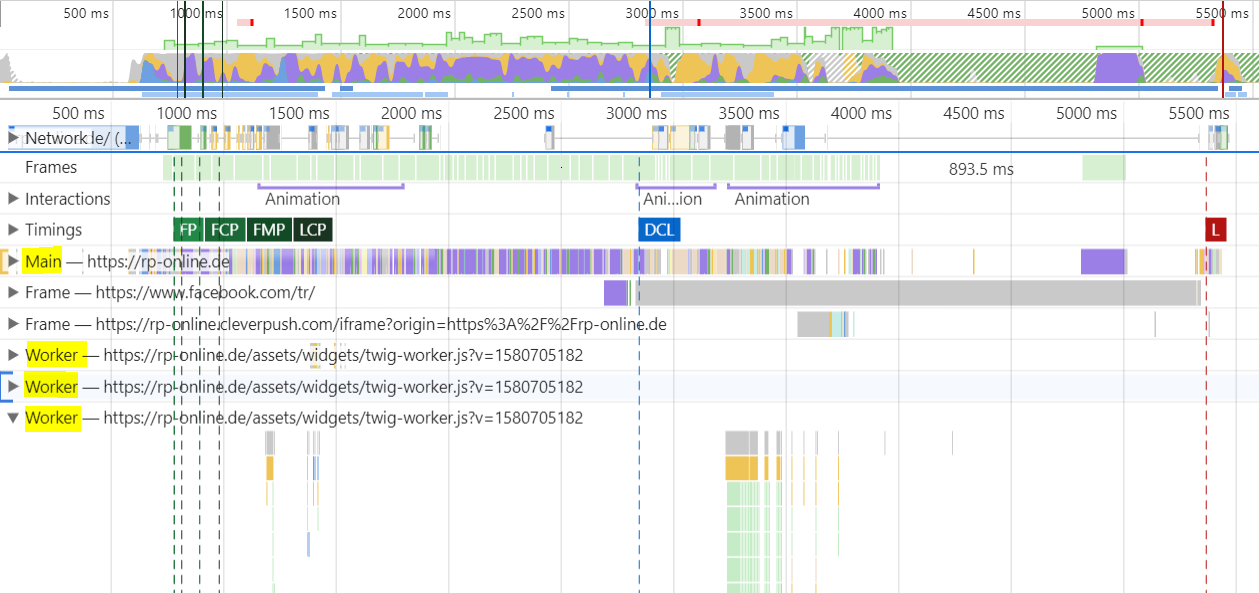 500 ms 1000 ms 1500 ms 2000 ms 2500 ms 3000 ms 3500 ms 4000 ms 4500 ms 5000 ms 5500 ms
500 ms 1000 ms 1500 ms 2000 ms 2500 ms 3000 ms 3500 ms 4000 ms 4500 ms 5000 ms 5500 ms
Network le/ (...
Frames 893.5 ms
Interactions Animation Ani...ion Animation
Timings FP FCP FMP LCP DCL L
Main — https://rp-online.de
Frame — https://www.facebook.com/tr/
Frame — https://rp-online.cleverpush.com/iframe?origin=https%3A%2F%2Frp-online.de
Worker — https://rp-online.de/assets/widgets/twig-worker.js?v=1580705182
Worker — https://rp-online.de/assets/widgets/twig-worker.js?v=1580705182
Worker — https://rp-online.de/assets/widgets/twig-worker.js?v=1580705182